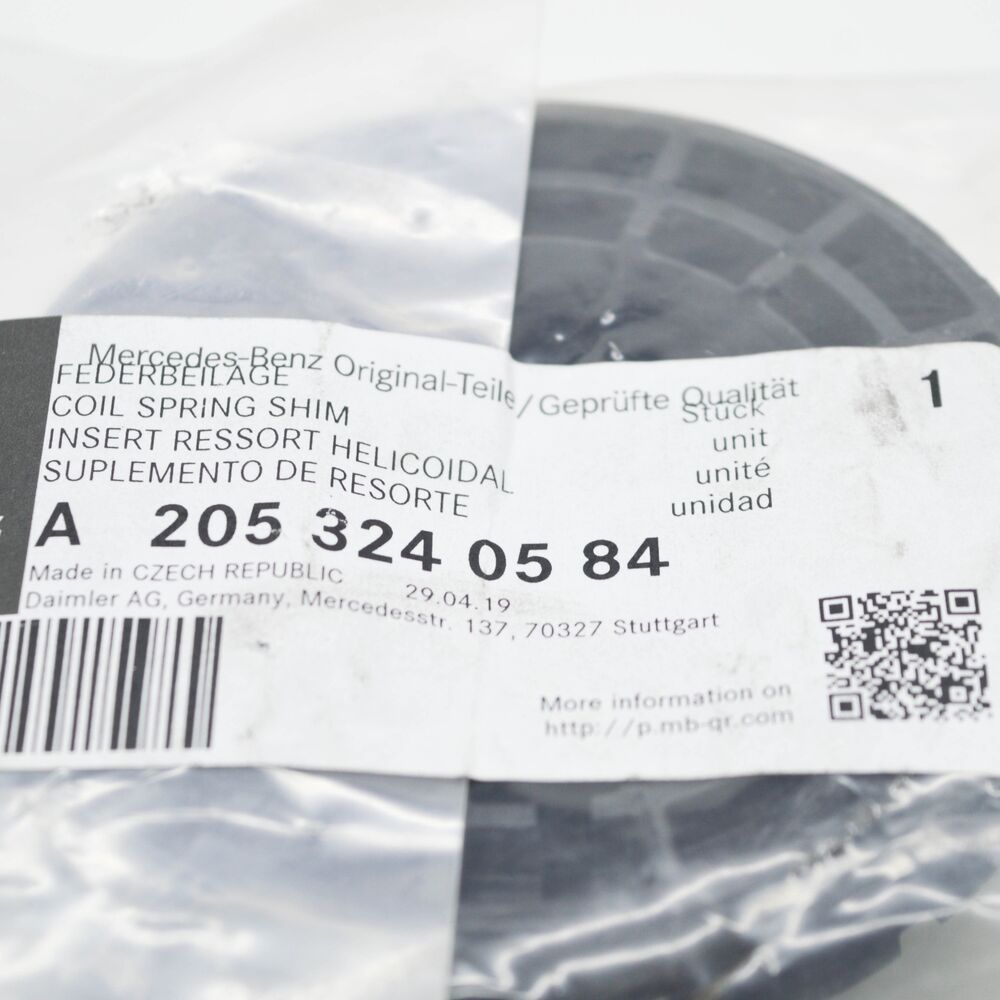 Mercedes-Benz Original-Teile/Geprüfte Qualität
FEDERBEILAGE Stück 1
COIL SPRING SHIM unit
INSERT RESSORT HELICOIDAL unité
SUPLEMENTO DE RESORTE unidad
A 205 324 05 84
Made in CZECH REPUBLIC 29.04.19
Daimler AG, Germany, Mercedesstr. 137, 70327 Stuttgart
More information on
http://p.mb-qr.com